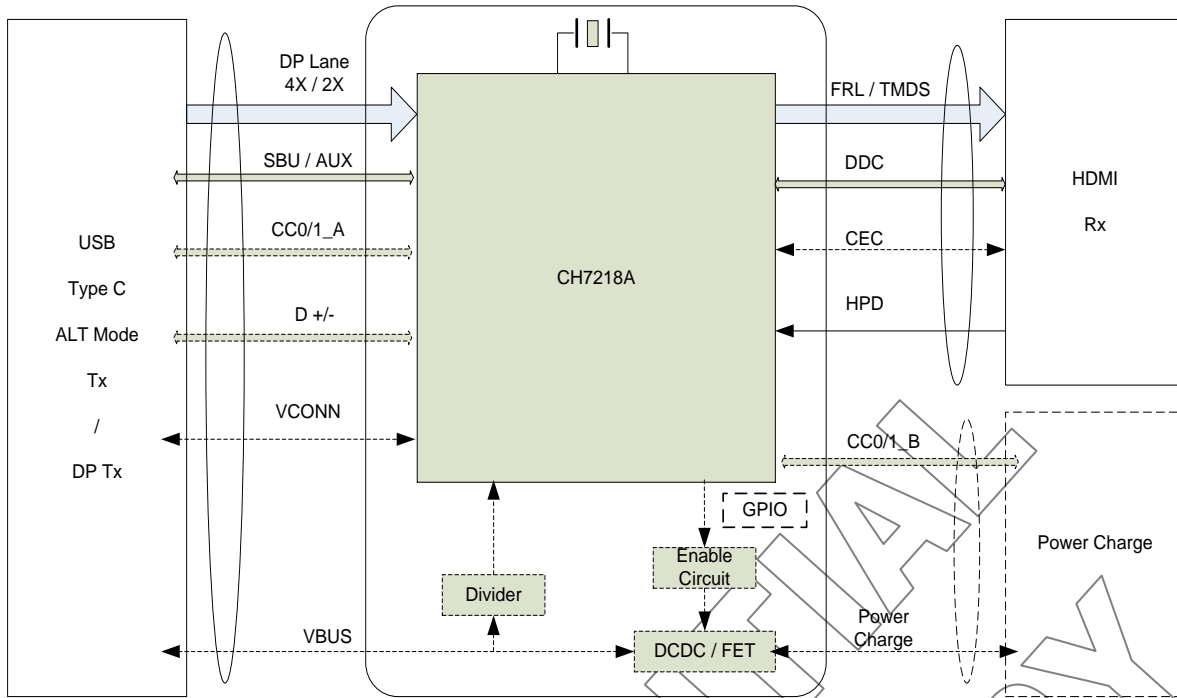 DP Lane
4X / 2X
SBU / AUX
CC0/1_A
D +/-
VCONN
VBUS
USB
Type C
ALT Mode
Tx
/
DP Tx
CH7218A
FRL / TMDS
DDC
CEC
HPD
HDMI
Rx
CC0/1_B
GPIO
Enable
Circuit
Divider
DCDC / FET
Power
Charge
Power Charge